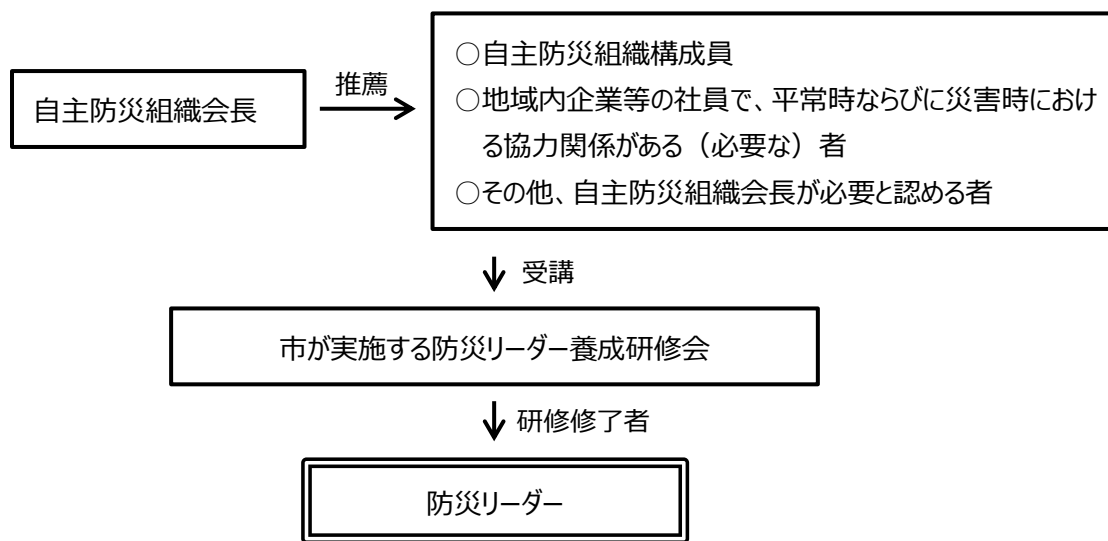 自主防災組織会長
推薦
○自主防災組織構成員
○地域内企業等の社員で、平常時ならびに災害時におけ
る協力関係がある（必要な）者
○その他、自主防災組織会長が必要と認める者
受講
市が実施する防災リーダー養成研修会
研修修了者
防災リーダー